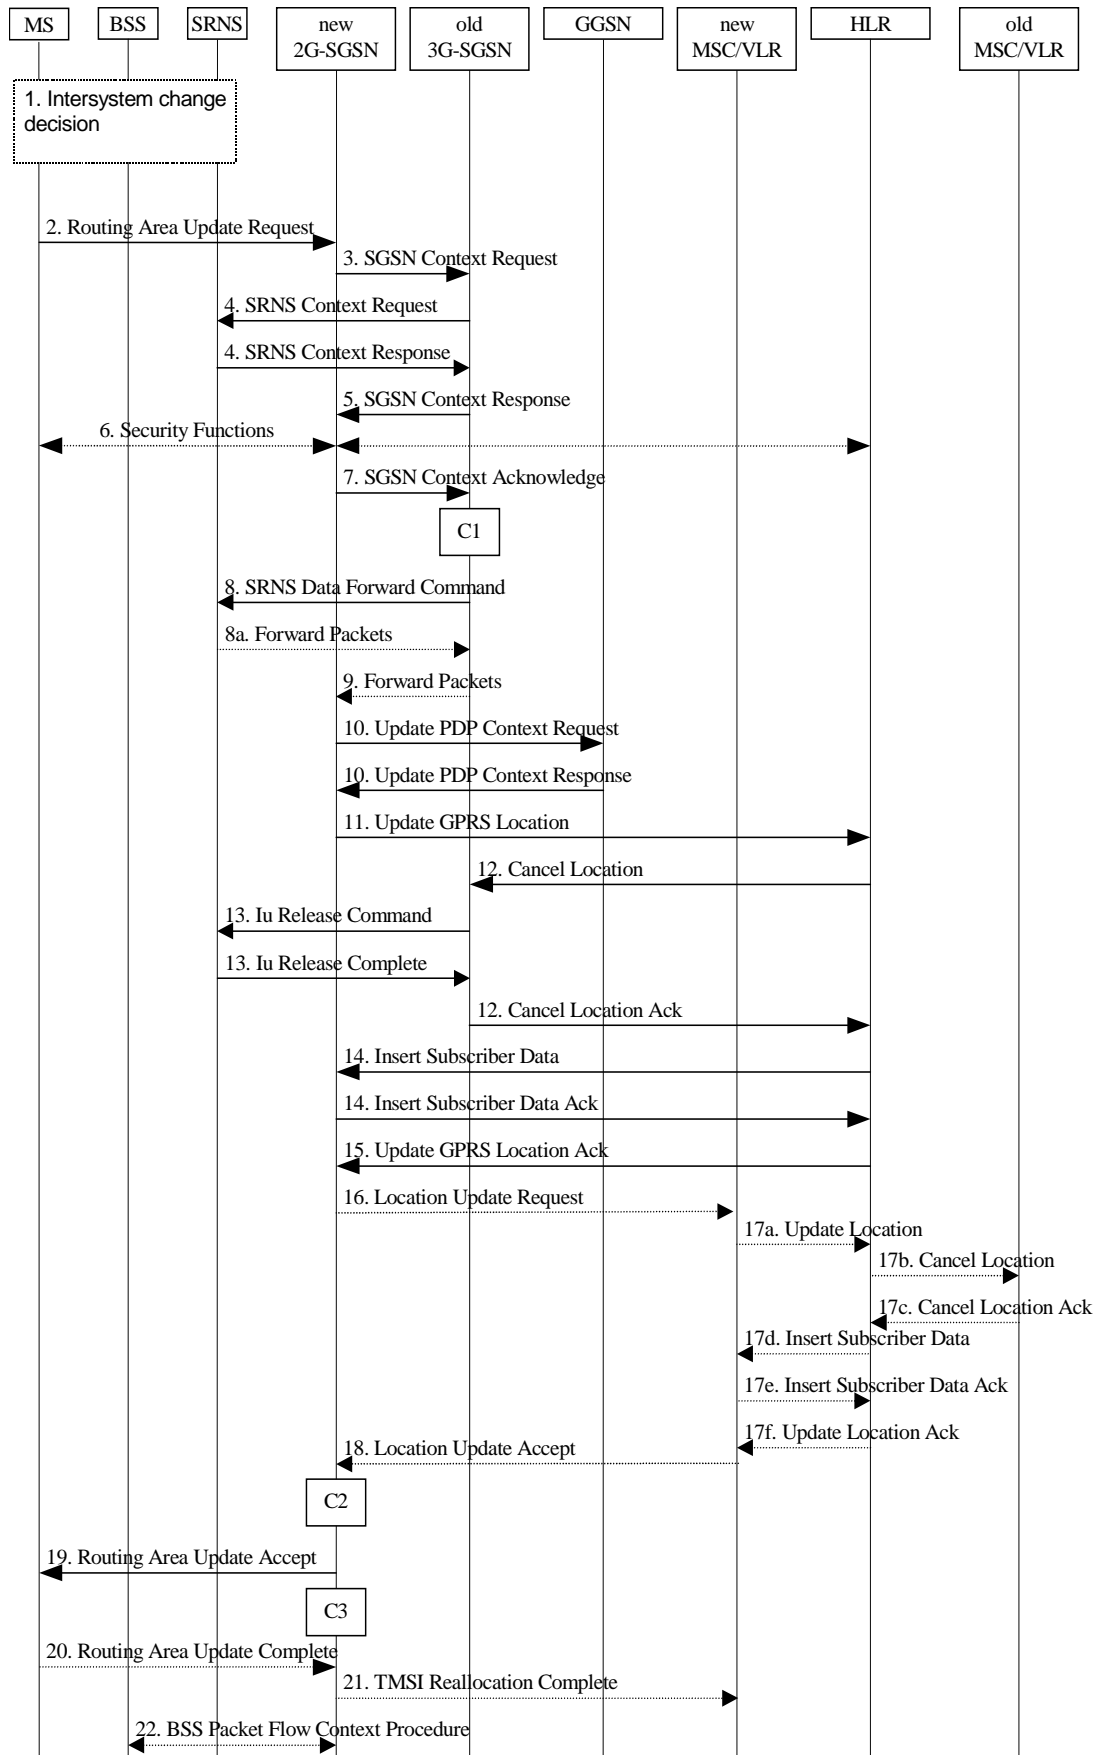 MS
BSS
SRNS
new
2G-SGSN
old
3G-SGSN
GGSN
new
MSC/VLR
HLR
old
MSC/VLR
1. Intersystem change
decision
2. Routing Area Update Request
3. SGSN Context Request
4. SRNS Context Request
4. SRNS Context Response
5. SGSN Context Response
6. Security Functions
7. SGSN Context Acknowledge
C1
8. SRNS Data Forward Command
8a. Forward Packets
9. Forward Packets
10. Update PDP Context Request
10. Update PDP Context Response
11. Update GPRS Location
12. Cancel Location
13. Iu Release Command
13. Iu Release Complete
12. Cancel Location Ack
14. Insert Subscriber Data
14. Insert Subscriber Data Ack
15. Update GPRS Location Ack
16. Location Update Request
17a. Update Location
17b. Cancel Location
17c. Cancel Location Ack
17d. Insert Subscriber Data
17e. Insert Subscriber Data Ack
17f. Update Location Ack
18. Location Update Accept
C2
19. Routing Area Update Accept
C3
20. Routing Area Update Complete
21. TMSI Reallocation Complete
22. BSS Packet Flow Context Procedure